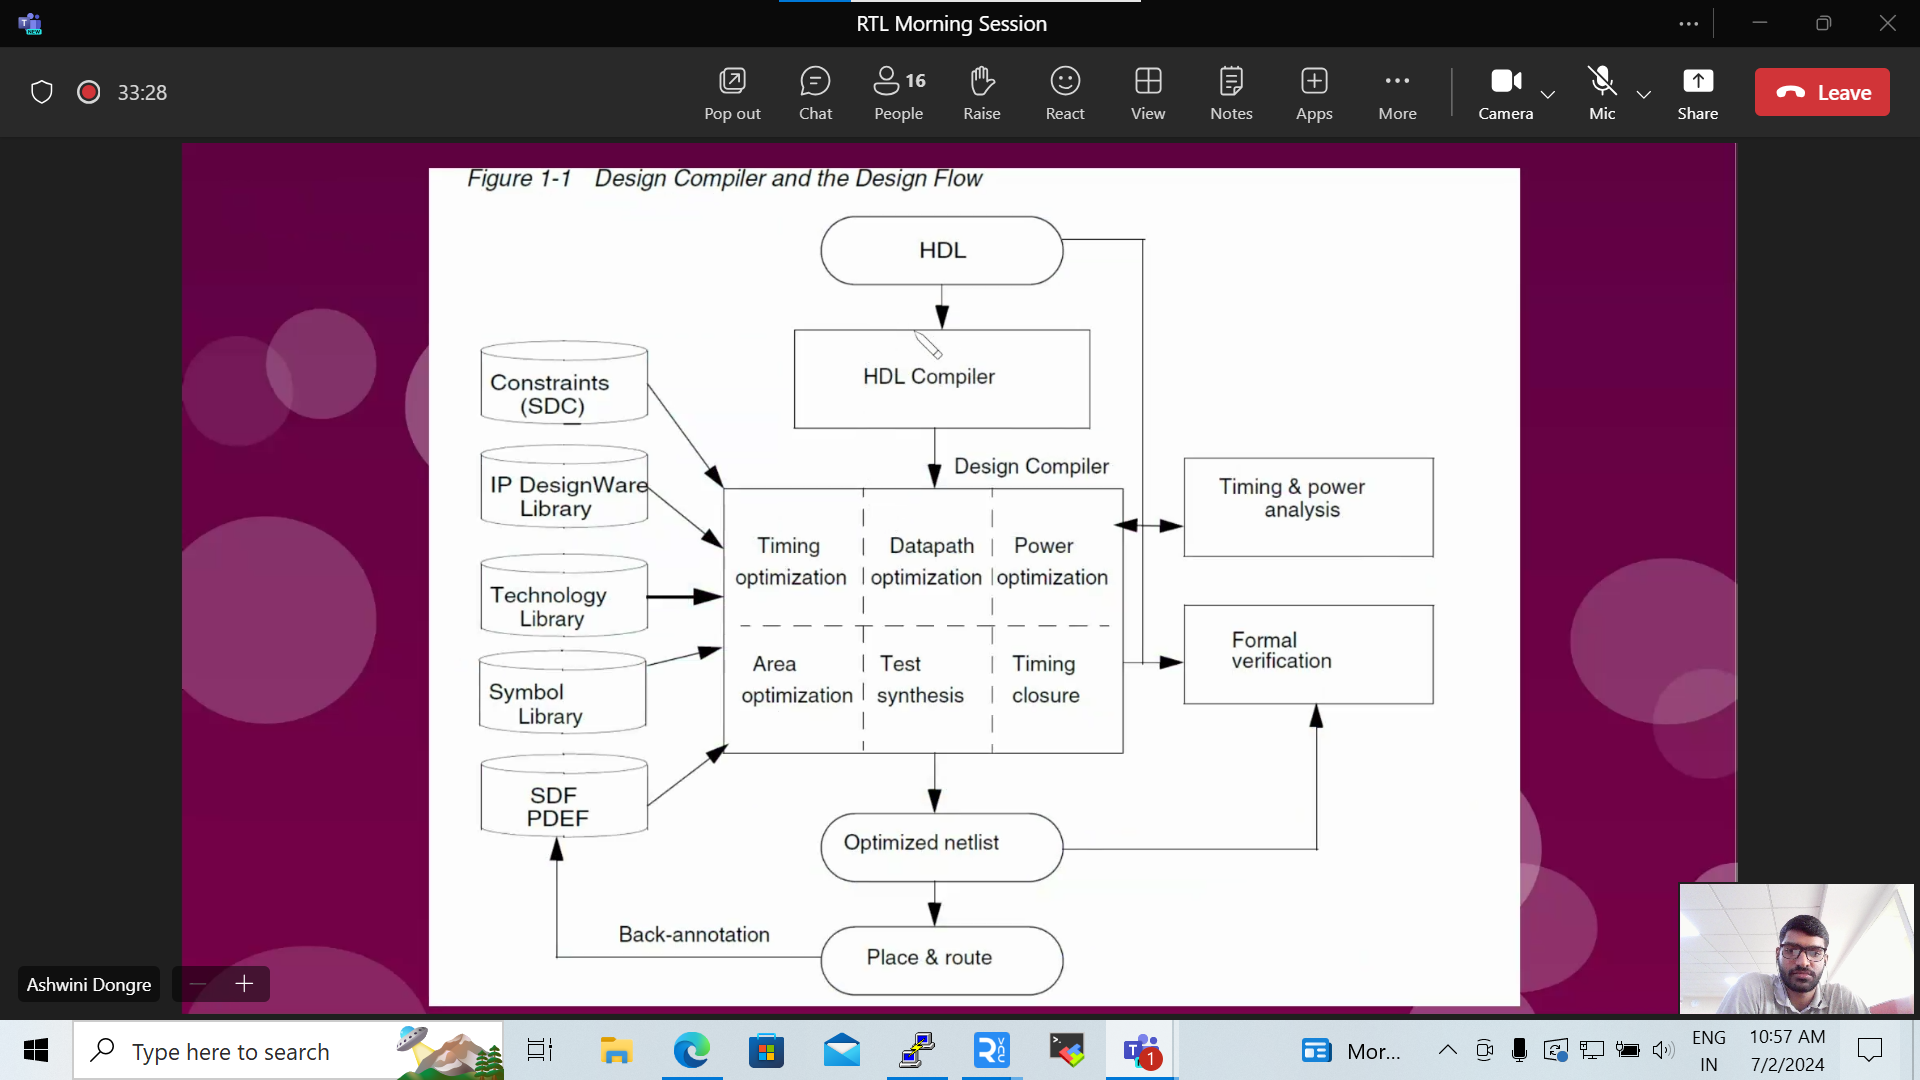 RTL Morning Session
33:28
Pop out
Chat
16
People
Raise
React
View
Notes
Apps
More
Camera
Mic
Share
Leave
Figure 1-1 Design Compiler and the Design Flow
HDL
HDL Compiler
Constraints
(SDC)
IP DesignWare
Library
Technology
Library
Symbol
Library
SDF
PDEF
Design Compiler
Timing
optimization
Datapath
optimization
Power
optimization
Area
optimization
Test
synthesis
Timing
closure
Timing & power
analysis
Formal
verification
Optimized netlist
Back-annotation
Place & route
Ashwini Dongre
Type here to search
1
Mor...
ENG
IN
10:57 AM
7/2/2024